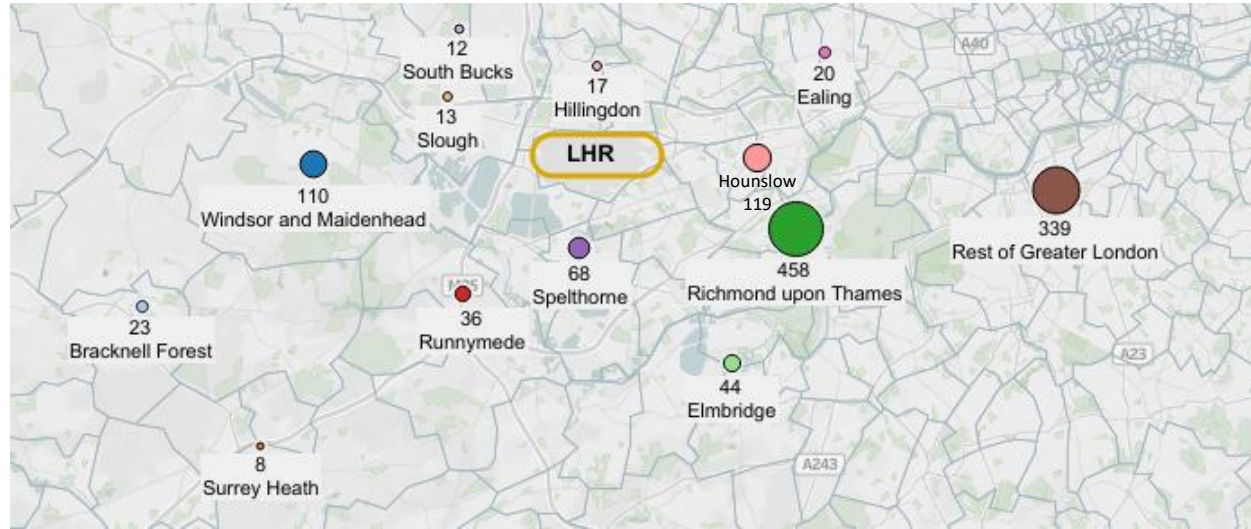 12
South Bucks
13
Slough
17
Hillingdon
20
Ealing
A40
LHR
110
Windsor and Maidenhead
Hounslow
119
339
Rest of Greater London
68
Spelthorne
458
Richmond upon Thames
23
Bracknell Forest
36
Runnymede
A23
44
Elmbridge
8
Surrey Heath
A243